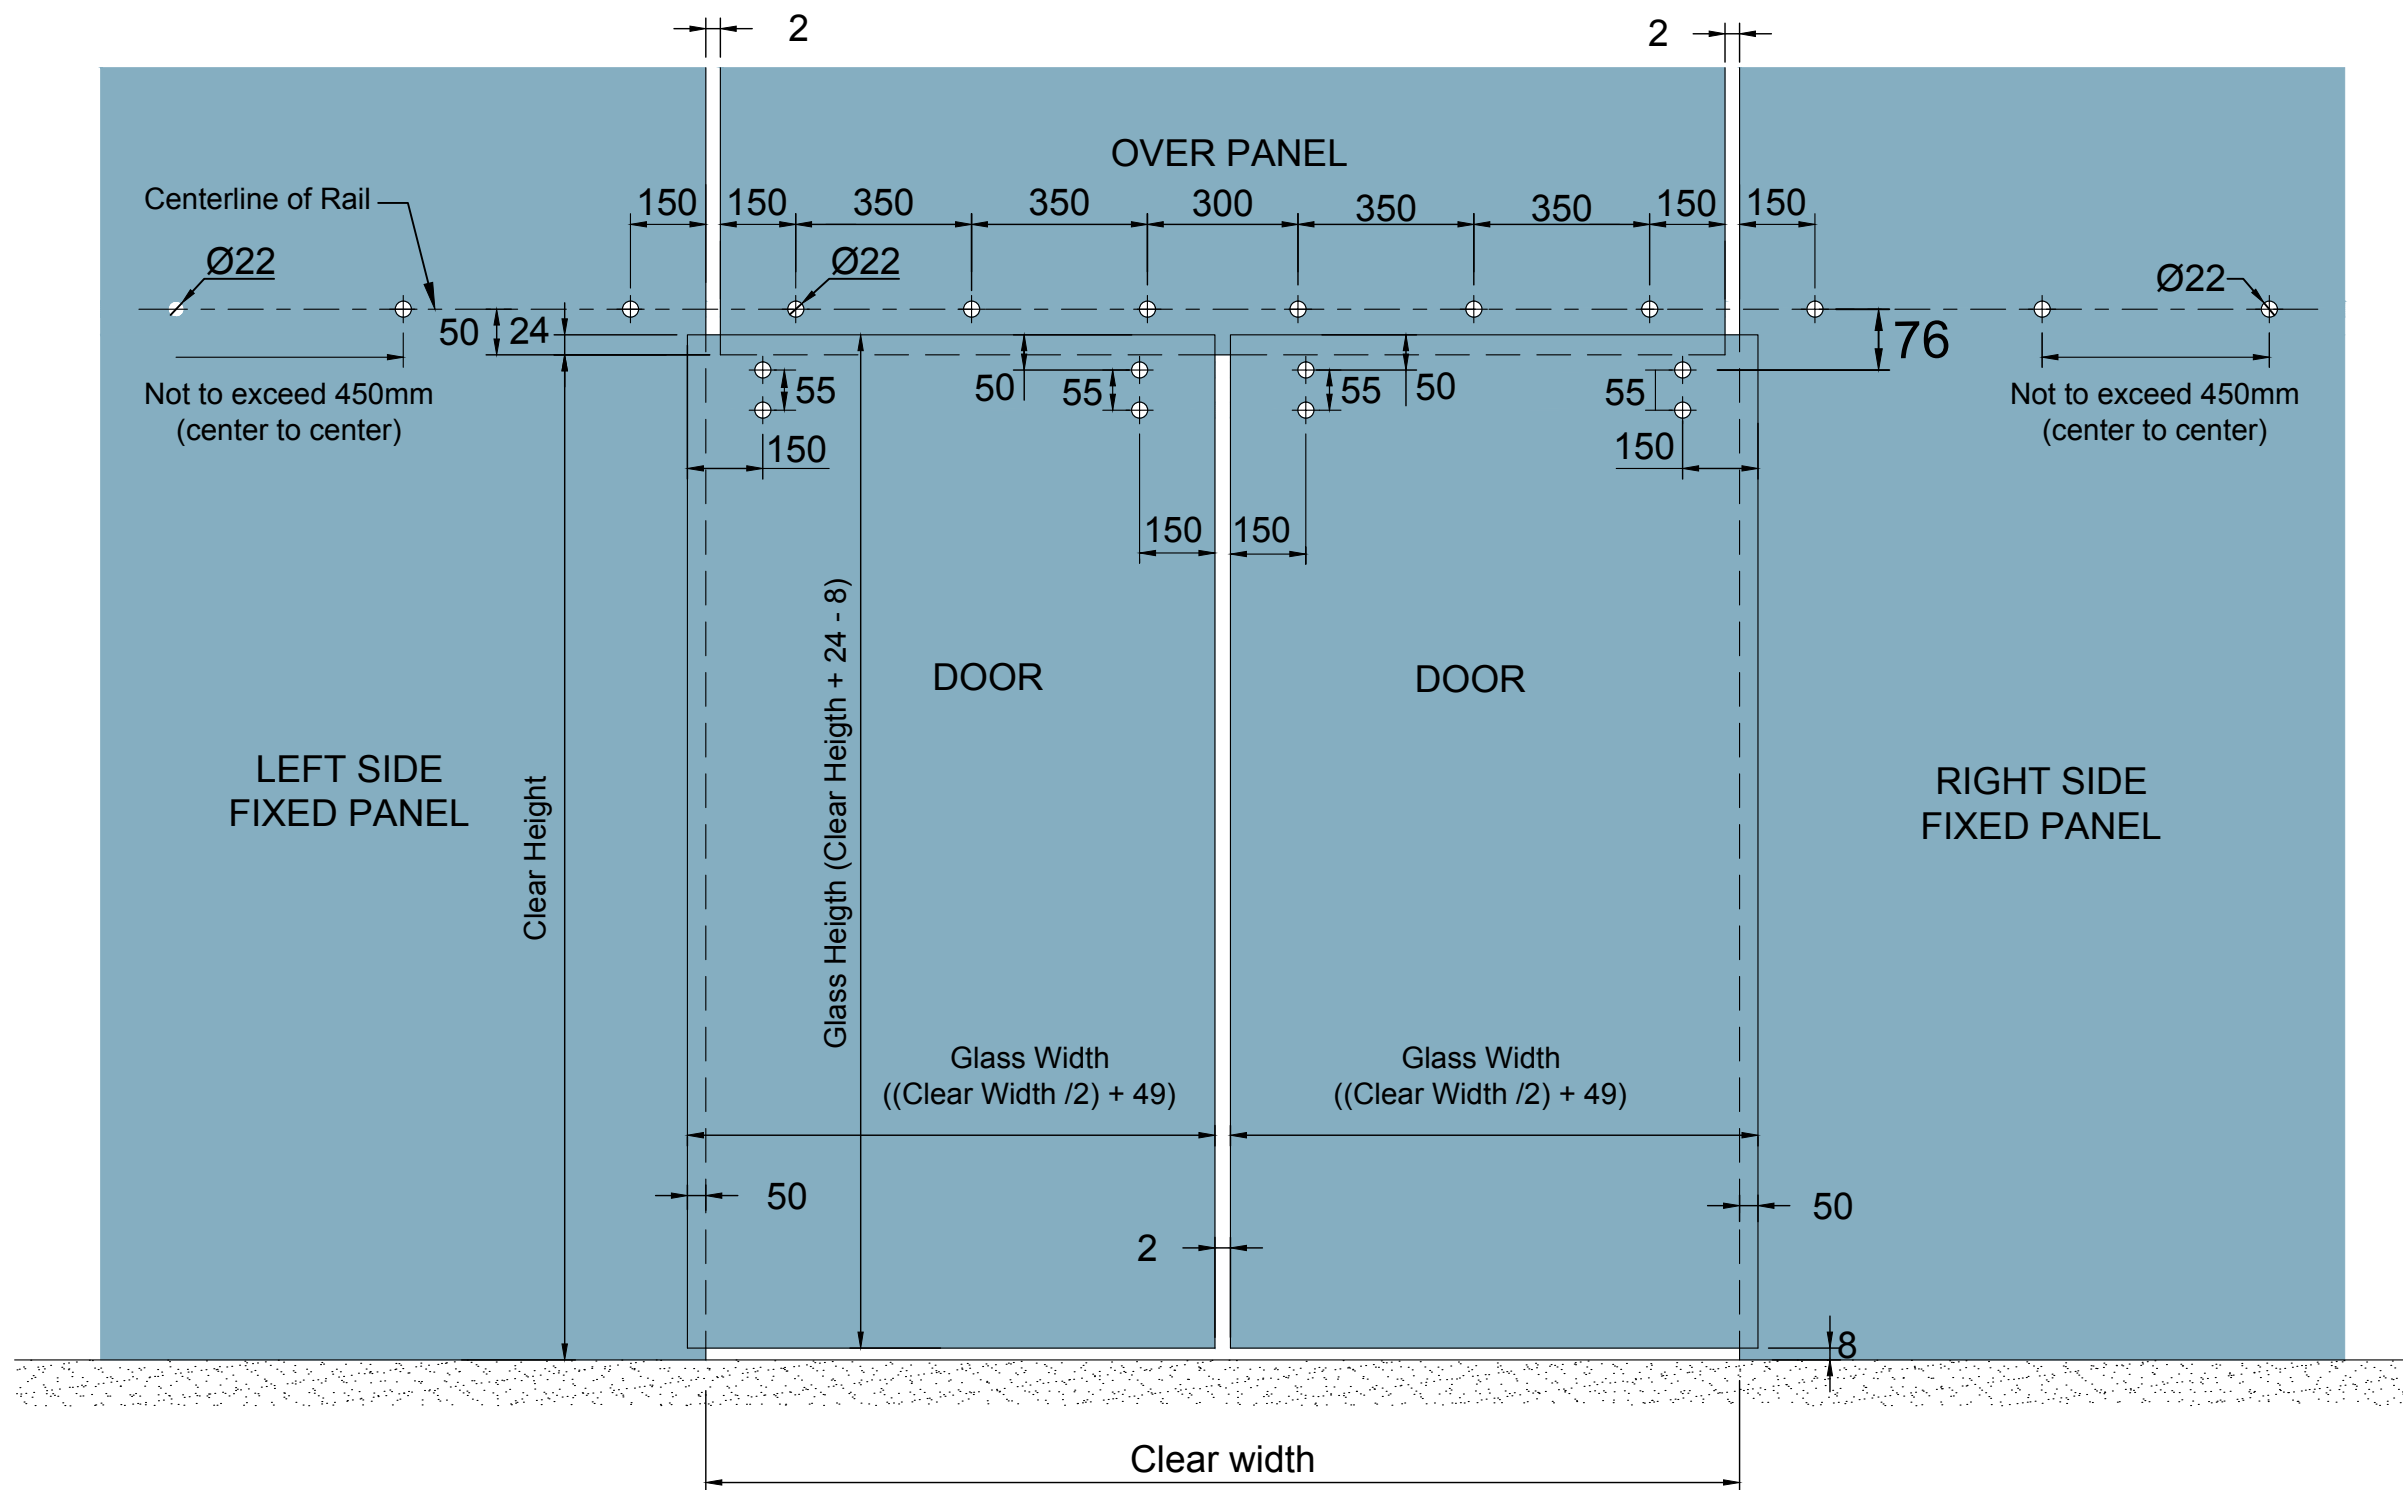 2
2
OVER PANEL
Centerline of Rail
150
150
350
350
300
350
350
150
150
Ø22
Ø22
Ø22
50
24
76
Not to exceed 450mm
(center to center)
55
50
55
55
50
55
Not to exceed 450mm
(center to center)
150
150
150
150
DOOR
DOOR
LEFT SIDE
FIXED PANEL
RIGHT SIDE
FIXED PANEL
Clear Height
Glass Heigth (Clear Heigth + 24 - 8)
Glass Width
((Clear Width /2) + 49)
Glass Width
((Clear Width /2) + 49)
50
50
2
8
Clear width